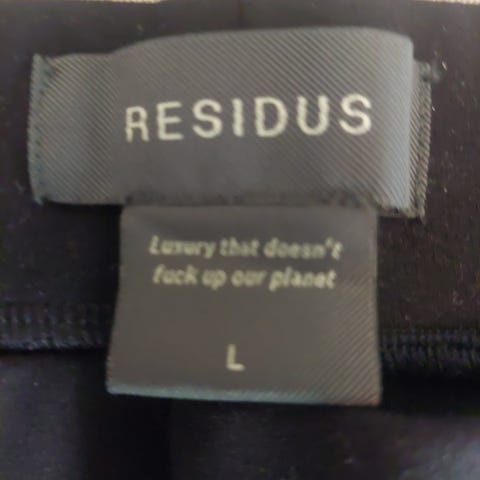 RESIDUS
Luxury that doesn't
fuck up our planet
L